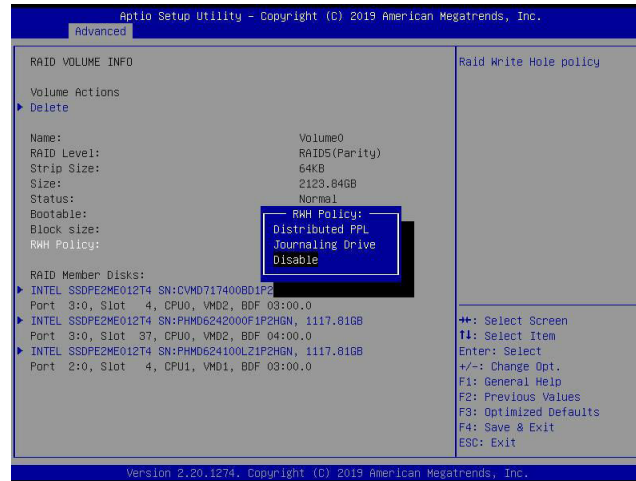 Aptio Setup Utility – Copyright (C) 2019 American Megatrends, Inc.
Advanced
RAID VOLUME INFO
Volume Actions
Delete
Name: Volume0
RAID Level: RAID5(Parity)
Strip Size: 64KB
Size: 2123.84GB
Status: Normal
Bootable:
Block size:
RWH Policy:
RWH Policy:
Distributed PPL
Journaling Drive
Disable
RAID Member Disks:
INTEL SSDPE2ME012T4 SN:CVMD717400BD1P2
Port 3:0, Slot 4, CPU0, VMD2, BDF 03:00.0
INTEL SSDPE2ME012T4 SN:PHMD6242000F1P2HGN, 1117.81GB
Port 3:0, Slot 37, CPU0, VMD2, BDF 04:00.0
INTEL SSDPE2ME012T4 SN:PHMD624100LZ1P2HGN, 1117.81GB
Port 2:0, Slot 4, CPU1, VMD1, BDF 03:00.0
Raid Write Hole policy
→←: Select Screen
↑↓: Select Item
Enter: Select
+/-: Change Opt.
F1: General Help
F2: Previous Values
F3: Optimized Defaults
F4: Save & Exit
ESC: Exit
Version 2.20.1274. Copyright (C) 2019 American Megatrends, Inc.